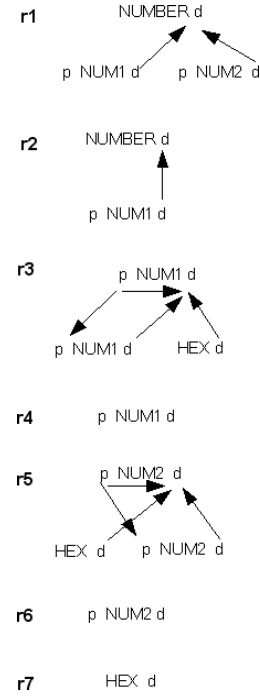 r1 NUMBER d
p NUM1 d p NUM2 d
r2 NUMBER d
p NUM1 d
r3 p NUM1 d
p NUM1 d HEX d
r4 p NUM1 d
r5 p NUM2 d
HEX d p NUM2 d
r6 p NUM2 d
r7 HEX d